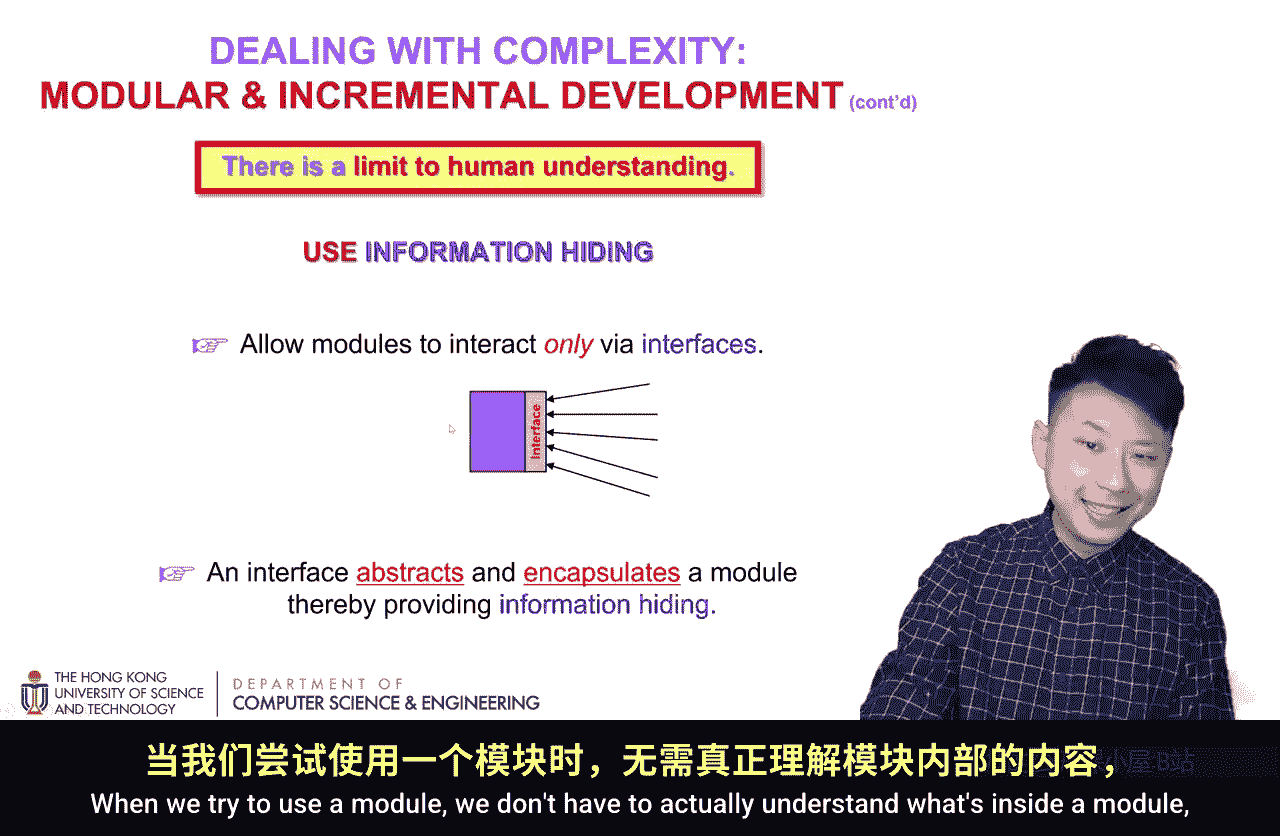 DEALING WITH COMPLEXITY:
MODULAR & INCREMENTAL DEVELOPMENT (cont'd)
There is a limit to human understanding.
USE INFORMATION HIDING
Allow modules to interact only via interfaces.
interface
An interface abstracts and encapsulates a module
thereby providing information hiding.
THE HONG KONG
UNIVERSITY OF SCIENCE
AND TECHNOLOGY
DEPARTMENT OF
COMPUTER SCIENCE & ENGINEERING
当我们尝试使用一个模块时，无需真正理解模块内部的内容，
小屋B站
When we try to use a module, we don't have to actually understand what's inside a module,